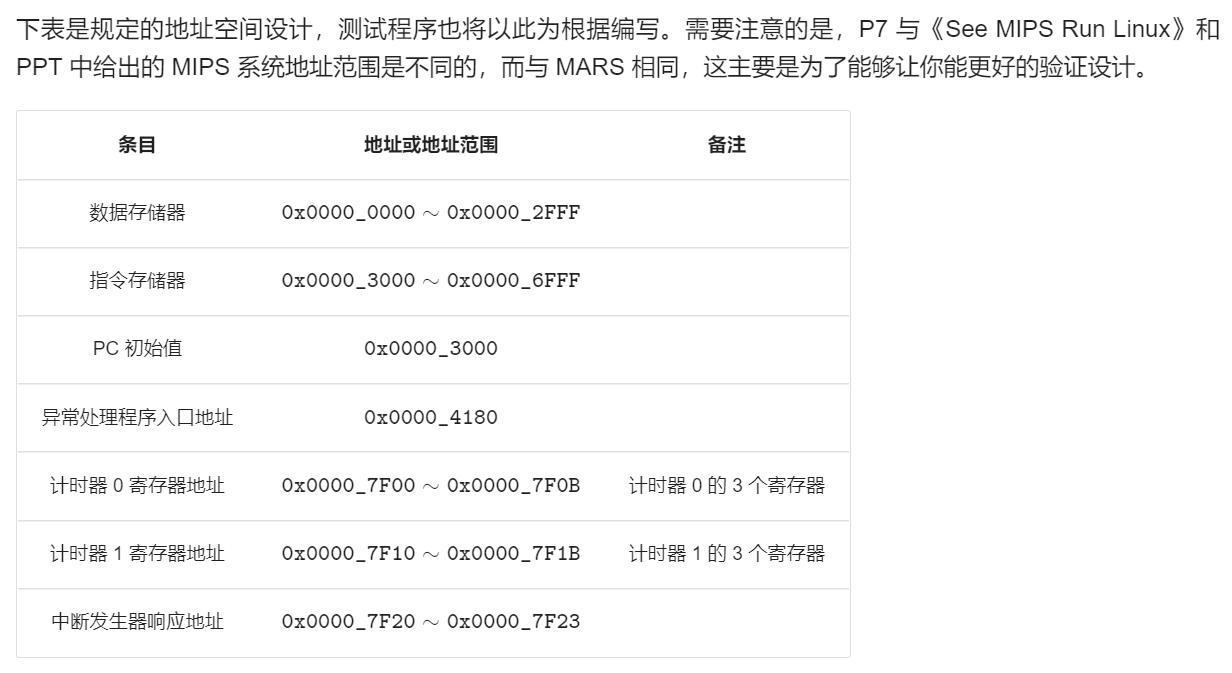 下表是规定的地址空间设计，测试程序也将以此为根据编写。需要注意的是，P7 与《See MIPS Run Linux》和
PPT 中给出的 MIPS 系统地址范围是不同的，而与 MARS 相同，这主要是为了能够让你能更好的验证设计。
条目 地址或地址范围 备注
数据存储器 0x0000_0000 ∼ 0x0000_2FFF
指令存储器 0x0000_3000 ∼ 0x0000_6FFF
PC 初始值 0x0000_3000
异常处理程序入口地址 0x0000_4180
计时器 0 寄存器地址 0x0000_7F00 ∼ 0x0000_7F0B 计时器 0 的 3 个寄存器
计时器 1 寄存器地址 0x0000_7F10 ∼ 0x0000_7F1B 计时器 1 的 3 个寄存器
中断发生器响应地址 0x0000_7F20 ∼ 0x0000_7F23